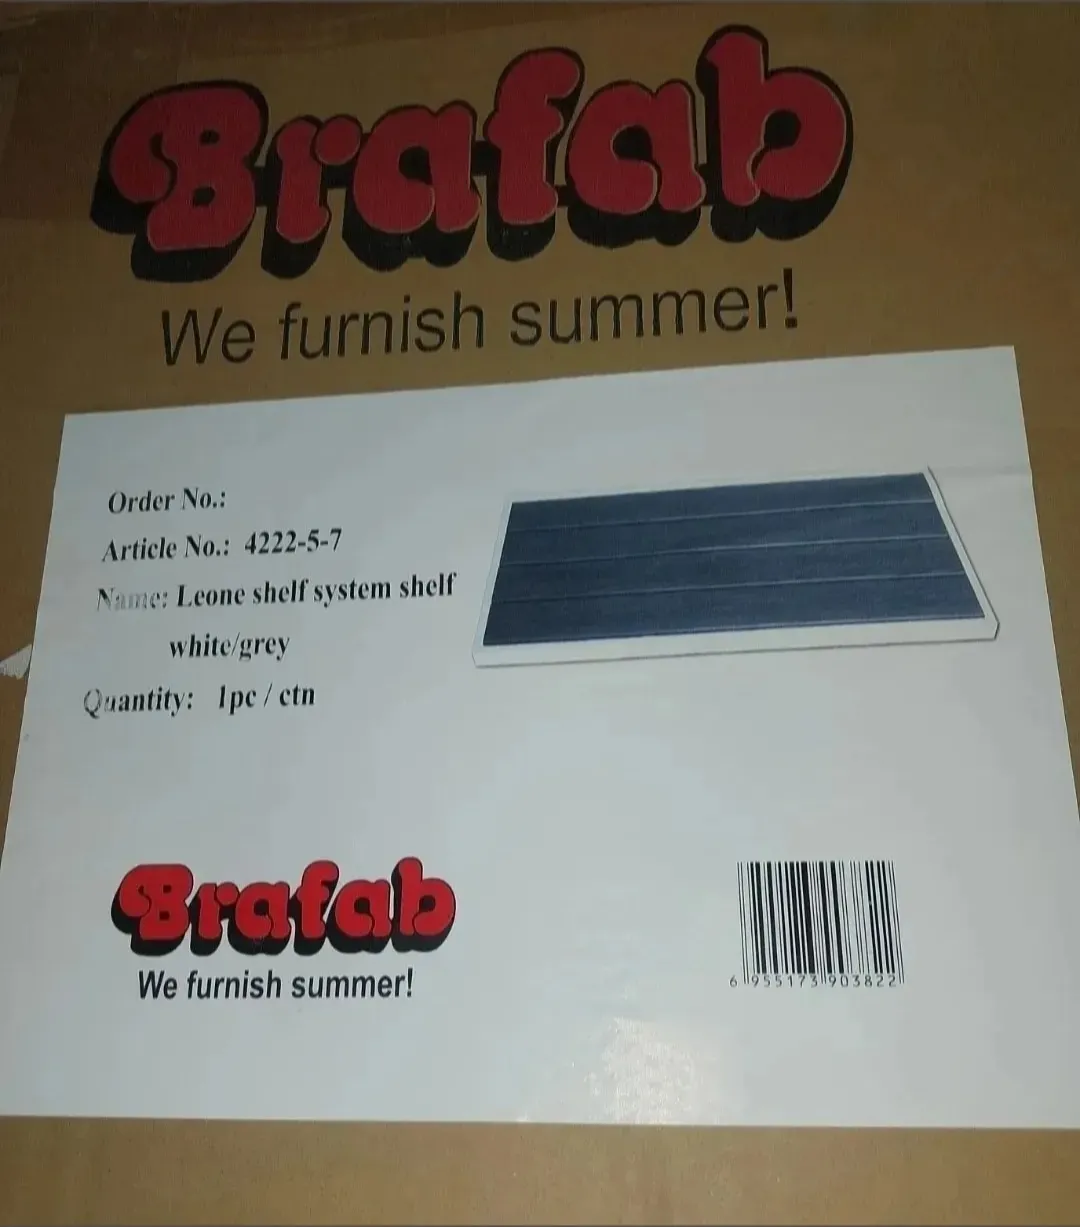 Brafab
We furnish summer!
Order No.:
Article No.: 4222-5-7
Name: Leone shelf system shelf
white/grey
Quantity: 1pc / ctn
Brafab
We furnish summer!
6 955173 903822